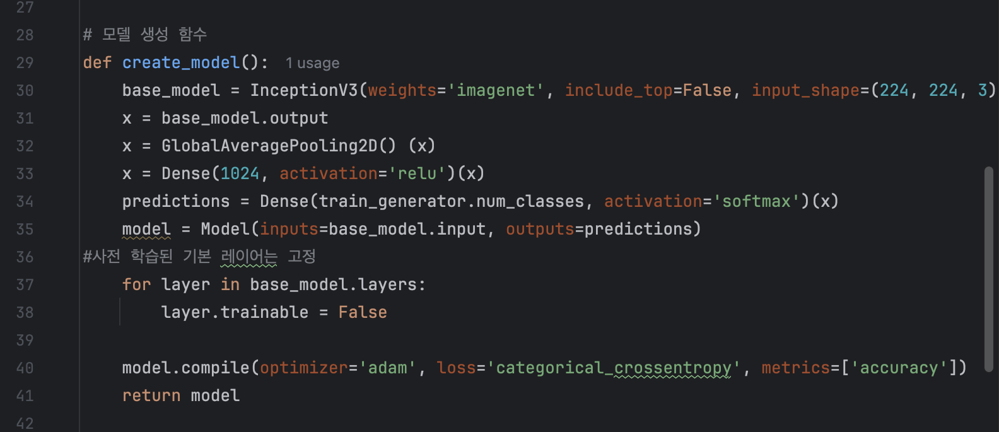 27
28 # 모델 생성 함수
29 def create_model(): 1 usage
30 base_model = InceptionV3(weights='imagenet', include_top=False, input_shape=(224, 224, 3)
31 x = base_model.output
32 x = GlobalAveragePooling2D() (x)
33 x = Dense(1024, activation='relu')(x)
34 predictions = Dense(train_generator.num_classes, activation='softmax')(x)
35 model = Model(inputs=base_model.input, outputs=predictions)
36 #사전 학습된 기본 레이어는 고정
37 for layer in base_model.layers:
38 layer.trainable = False
39
40 model.compile(optimizer='adam', loss='categorical_crossentropy', metrics=['accuracy'])
41 return model
42